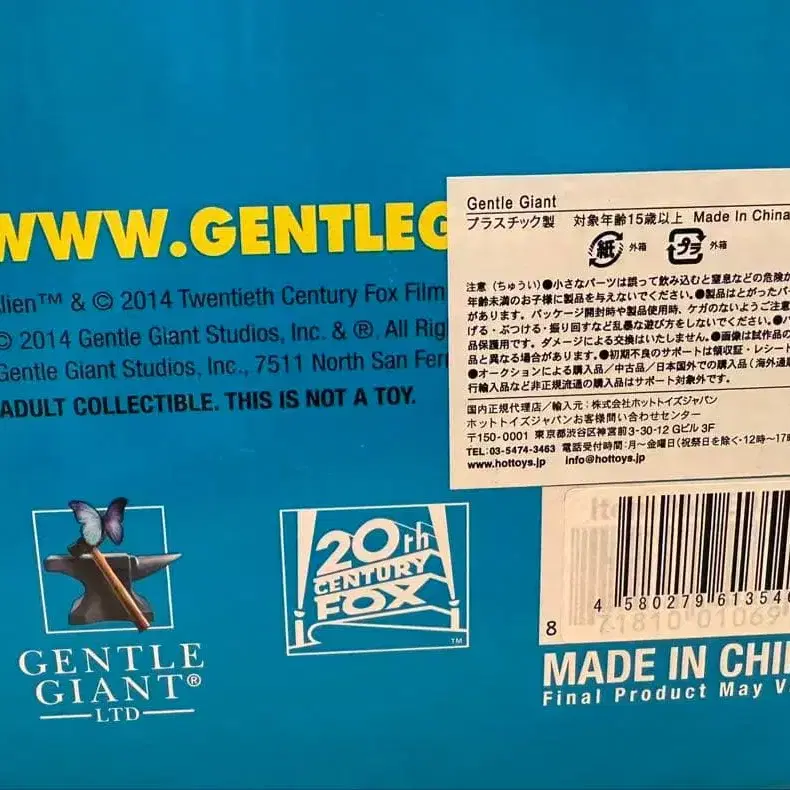 WWW.GENTLEG
lien™ & © 2014 Twentieth Century Fox Film
© 2014 Gentle Giant Studios, Inc. & ®, All Rig
Gentle Giant Studios, Inc., 7511 North San Fer
ADULT COLLECTIBLE. THIS IS NOT A TOY.
Gentle Giant
プラスチック製 対象年齢15歳以上 Made In China
紙 外箱 プラ 外箱
注意(ちゅうい)●小さなパーツは誤って飲み込むと窒息などの危険か
年齢未満のお子様に製品を与えないでください。●製品はとがったパー
があります。パッケージ開封時や製品使用時、ケガのないようご注意
げる・ぶつける・振り回すなど乱暴な遊び方をしないでください。●パ
品保護用です。ダメージによる交換はいたしません。●画像は試作品の
品と異なる場合があります。●初期不良のサポートは領収証・レシート
●オークションによる購入品/中古品/日本国外での購入品(海外通販
行輸入品など非正規流通の購入品はサポート対象外です。
国内正規代理店/輸入元:株式会社ホットトイズジャパン
ホットトイズジャパンお客様問い合わせセンター
〒150-0001 東京都渋谷区神宮前3-30-12 Gビル 3F
TEL:03-5474-3463 電話受付時間:月〜金曜日(祝祭日を除く・12時〜17時
www.hottoys.jp info@hottoys.jp
GENTLE
GIANT®
LTD
20th
CENTURY
FOX
TM
4 580279 613546
8 71810 01069
MADE IN CHI
Final Product May V